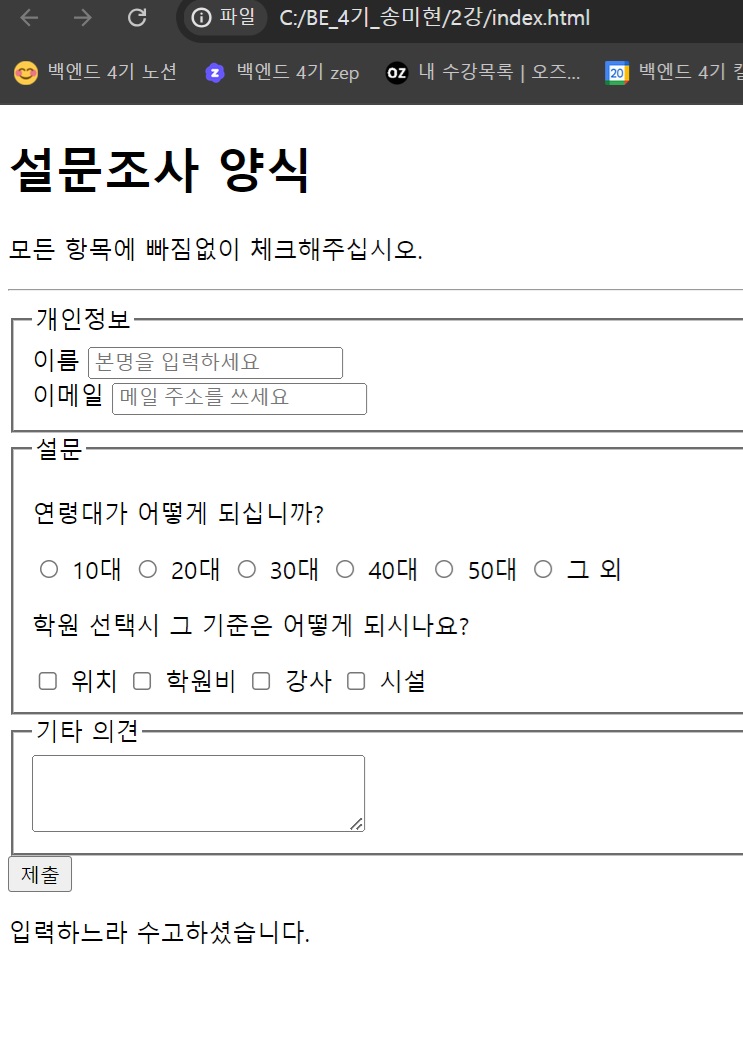 파일 C:/BE_4기_송미현/2강/index.html
백엔드 4기 노션 백엔드 4기 zep OZ 내 수강목록 | 오즈... 20 백엔드 4기
설문조사 양식
모든 항목에 빠짐없이 체크해주십시오.
개인정보
이름 본명을 입력하세요
이메일 메일 주소를 쓰세요
설문
연령대가 어떻게 되십니까?
10대 20대 30대 40대 50대 그 외
학원 선택시 그 기준은 어떻게 되시나요?
위치 학원비 강사 시설
기타 의견
제출
입력하느라 수고하셨습니다.